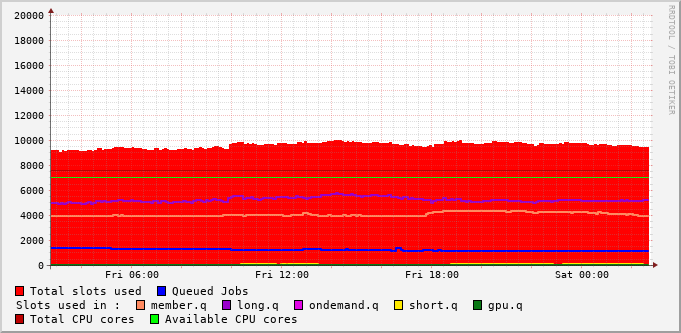 RRDTOOL / TOBI OETIKER
20000
18000
16000
14000
12000
10000
8000
6000
4000
2000
0
Fri 06:00 Fri 12:00 Fri 18:00 Sat 00:00
Total slots used Queued Jobs
Slots used in : member.q long.q ondemand.q short.q gpu.q
Total CPU cores Available CPU cores